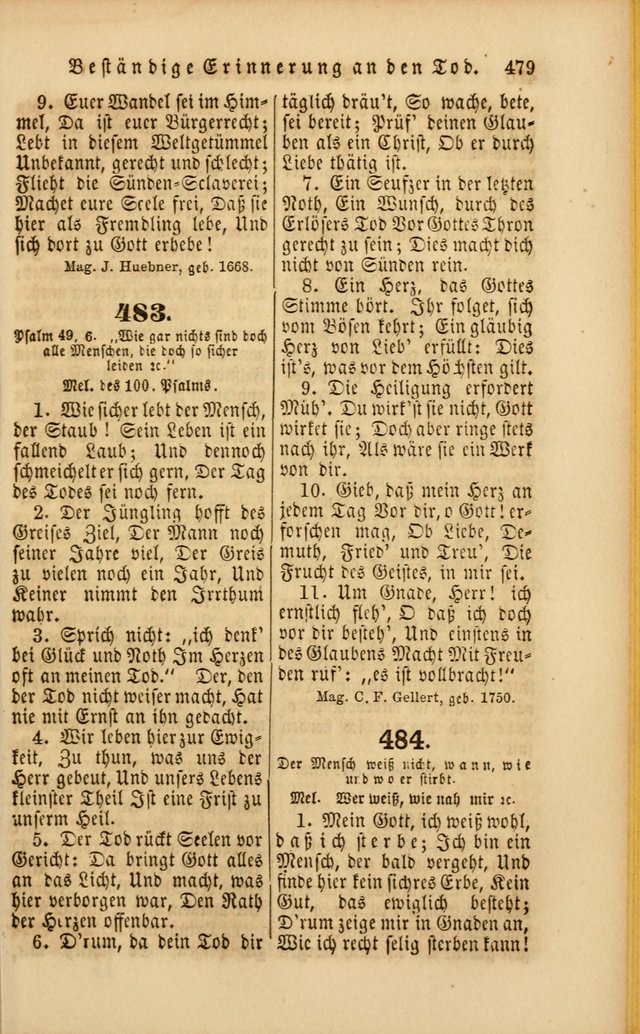 Beständige Erinnerung an den Tod. 479
9. Euer Wandel sei im Him-
mel, Da ist euer Bürgerrecht;
Lebt in diesem Weltgetümmel
Unbekannt, gerecht und schlecht;
Flieht die Sünden-Sclaverei;
Machet eure Seele frei, Daß sie
hier als Fremdling lebe, Und
sich dort zu Gott erhebe!
Mag. J. Huebner, geb. 1668.
483.
Psalm 49, 6. „Wie gar nichts sind doch
alle Menschen, die doch so sicher
leiden ꝛc.“
Mel. des 100. Psalms.
1. Wie sicher lebt der Mensch,
der Staub! Sein Leben ist ein
fallend Laub; Und dennoch
schmeichelt er sich gern, Der Tag
des Todes sei noch fern.
2. Der Jüngling hofft des
Greises Ziel, Der Mann noch
seiner Jahre viel, Der Greis
zu vielen noch ein Jahr, Und
Keiner nimmt den Irrthum
wahr.
3. Sprich nicht: „ich denk'
bei Glück und Noth Im Herzen
oft an meinen Tod.“ Der, den
der Tod nicht weiser macht, Hat
nie mit Ernst an ihn gedacht.
4. Wir leben hier zur Ewig-
keit, Zu thun, was uns der
Herr gebeut, Und unsers Lebens
kleinster Theil Ist eine Frist zu
unserm Heil.
5. Der Tod rückt Seelen vor
Gericht: Da bringt Gott alles
an das Licht, Und macht, was
hier verborgen war, Den Rath
der Herzen offenbar.
6. D'rum, da dein Tod dir
täglich dräu't, So wache, bete,
sei bereit; Prüf' deinen Glau-
ben als ein Christ, Ob er durch
Liebe thätig ist.
7. Ein Seufzer in der letzten
Noth, Ein Wunsch, durch des
Erlösers Tod Vor Gottes Thron
gerecht zu sein; Dies macht dich
nicht von Sünden rein.
8. Ein Herz, das Gottes
Stimme hört. Ihr folget, sich
vom Bösen kehrt; Ein gläubig
Herz von Lieb' erfüllt: Dies
ist's, was vor dem Höchsten gilt.
9. Die Heiligung erfordert
Müh'. Du wirk'st sie nicht, Gott
wirket sie; Doch aber ringe stets
nach ihr, Als wäre sie ein Werk
von dir.
10. Gieb, daß mein Herz an
jedem Tag Vor dir, o Gott! er-
forschen mag, Ob Liebe, De-
muth, Fried' und Treu', Die
Frucht des Geistes, in mir sei.
11. Um Gnade, Herr! ich
ernstlich fleh', O daß ich doch
vor dir besteh', Und einstens in
des Glaubens Macht Mit Freu-
den ruf': „es ist vollbracht!“
Mag. C. F. Gellert, geb. 1750.
484.
Der Mensch weiß nicht, wann, wie
und wo er stirbt.
Mel. Wer weiß, wie nah mir ꝛc.
1. Mein Gott, ich weiß wohl,
daß ich sterbe; Ich bin ein
Mensch, der bald vergeht, Und
finde hier kein sichres Erbe, Kein
Gut, das ewiglich besteht;
D'rum zeige mir in Gnaden an,
Wie ich recht selig sterben kann!